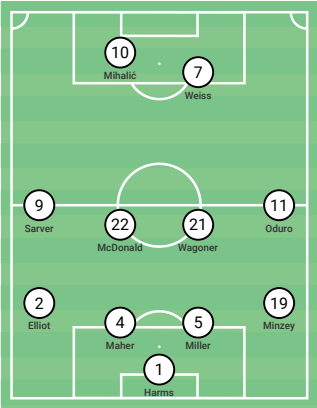 10
Mihalić
7
Weiss
9
Sarver
22
McDonald
21
Wagoner
11
Oduro
2
Elliot
4
Maher
5
Miller
19
Minzey
1
Harms